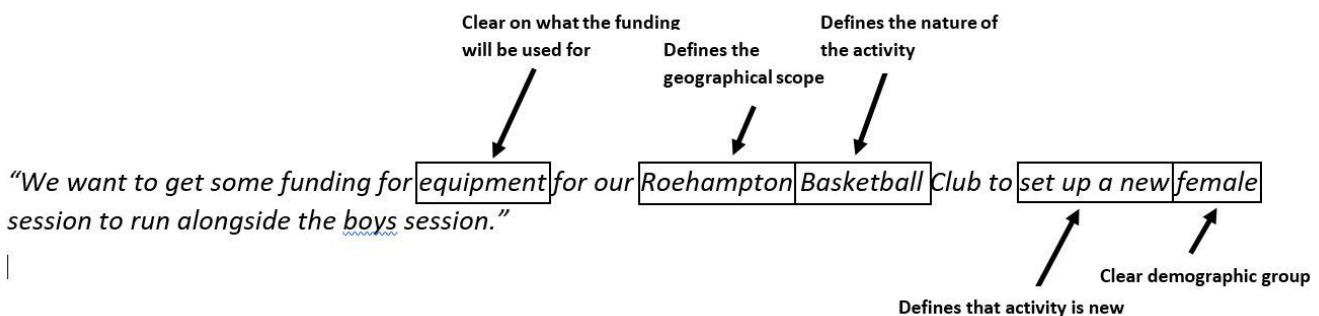 Clear on what the funding
will be used for
Defines the
geographical scope
Defines the nature of
the activity
“We want to get some funding for equipment for our Roehampton Basketball Club to set up a new female
session to run alongside the boys session.”
Clear demographic group
Defines that activity is new